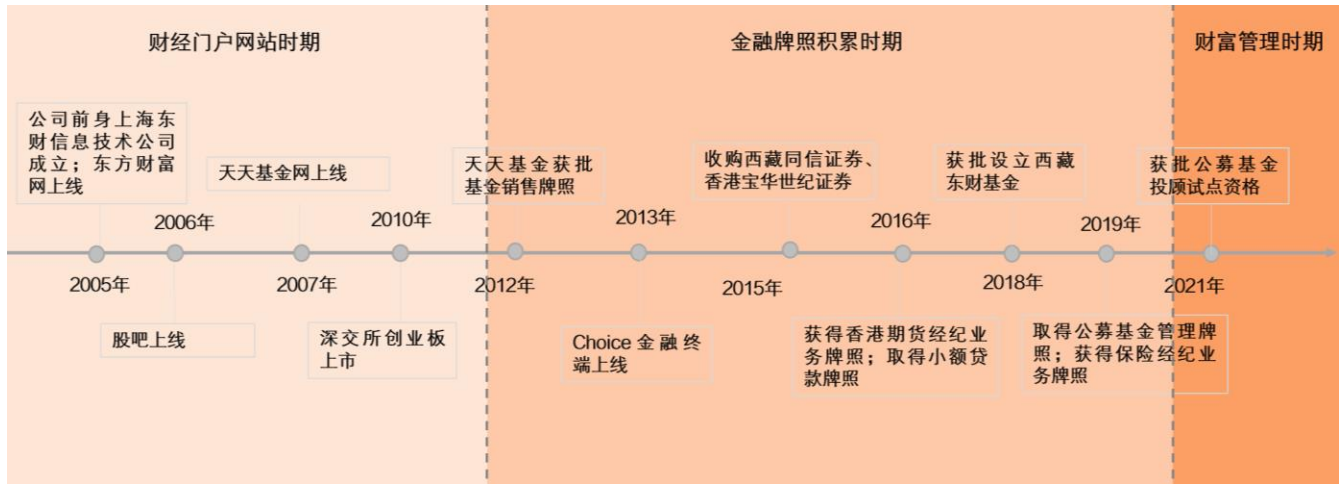 财经门户网站时期
金融牌照积累时期
财富管理时期
公司前身上海东
财信息技术公司
成立；东方财富
网上线
天天基金网上线
天天基金获批
基金销售牌照
收购西藏同信证券、
香港宝华世纪证券
获批设立西藏
东财基金
获批公募基金
投顾试点资格
2006年
2010年
2013年
2016年
2019年
2005年
2007年
2012年
2015年
2018年
2021年
股吧上线
深交所创业板
上市
Choice金融终
端上线
获得香港期货经纪业
务牌照；取得小额贷
款牌照
取得公募基金管理牌
照；获得保险经纪业
务牌照